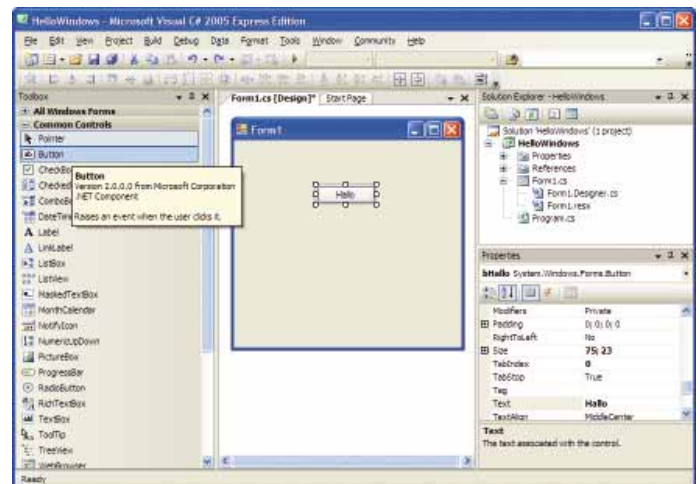 HelloWindows - Microsoft Visual C# 2005 Express Edition
File Edit View Project Build Debug Data Format Tools Window Community Help
Toolbox
All Windows Forms
Common Controls
Pointer
Button
CheckBo
Checked
ComboBo
DateTim
Label
LinkLabel
ListBox
ListView
MaskedTextBox
MonthCalendar
NotifyIcon
NumericUpDown
PictureBox
ProgressBar
RadioButton
RichTextBox
TextBox
ToolTip
TreeView
WebBrowser
Button
Version 2.0.0.0 from Microsoft Corporation
.NET Component
Raises an event when the user clicks it.
Form1.cs [Design]* Start Page
Form1
Hallo
Solution Explorer - HelloWindows
Solution 'HelloWindows' (1 project)
HelloWindows
Properties
References
Form1.cs
Form1.Designer.cs
Form1.resx
Program.cs
Properties
bHallo System.Windows.Forms.Button
Modifiers Private
Padding 0; 0; 0; 0
RightToLeft No
Size 75; 23
TabIndex 0
TabStop True
Tag
Text Hallo
TextAlign MiddleCenter
Text
The text associated with the control.
Ready